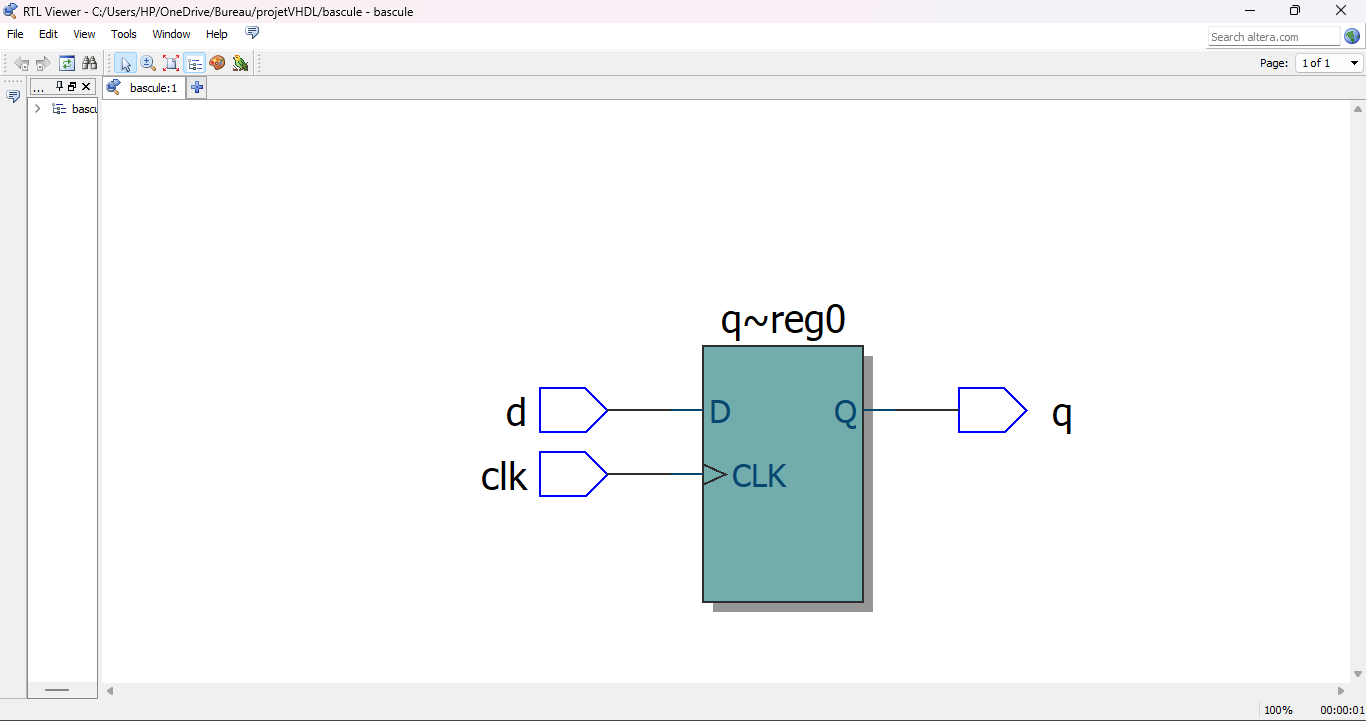 RTL Viewer - C:/Users/HP/OneDrive/Bureau/projetVHDL/bascule - bascule
File Edit View Tools Window Help
Search altera.com
Page: 1 of 1
... bascule:1
bascu
q~reg0
d D Q q
clk CLK
100% 00:00:01